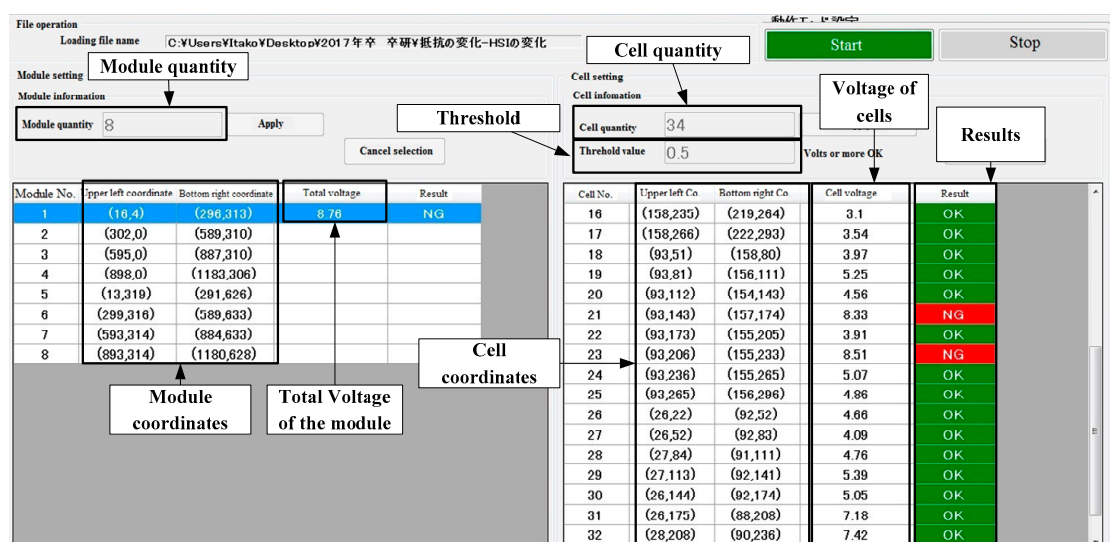 File operation
動作モード設定
Loading file name C:¥Users¥Itako¥Desktop¥2017年卒 卒研¥抵抗の変化-HSIの変化
Start Stop
Module quantity
Cell quantity
Module setting
Cell setting
Voltage of cells
Module information
Cell infomation
Threshold
Results
Module quantity 8 Apply
Cell quantity 34
Threhold value 0.5 Volts or more OK
Cancel selection
Module No. Upper left coordinate Bottom right coordinate Total voltage Result
1 (16,4) (296,313) 8.76 NG
2 (302,0) (589,310)
3 (595,0) (887,310)
4 (898,0) (1183,306)
5 (13,319) (291,626)
6 (299,316) (589,633)
7 (593,314) (884,633)
8 (893,314) (1180,628)
Module coordinates
Total Voltage of the module
Cell coordinates
Cell No. Upper left Co. Bottom right Co. Cell voltage Result
16 (158,235) (219,264) 3.1 OK
17 (158,266) (222,293) 3.54 OK
18 (93,51) (158,80) 3.97 OK
19 (93,81) (156,111) 5.25 OK
20 (93,112) (154,143) 4.56 OK
21 (93,143) (157,174) 8.33 NG
22 (93,173) (155,205) 3.91 OK
23 (93,206) (155,233) 8.51 NG
24 (93,236) (155,265) 5.07 OK
25 (93,265) (156,296) 4.86 OK
26 (26,22) (92,52) 4.66 OK
27 (26,52) (92,83) 4.09 OK
28 (27,84) (91,111) 4.76 OK
29 (27,113) (92,141) 5.39 OK
30 (26,144) (92,174) 5.05 OK
31 (26,175) (88,208) 7.18 OK
32 (28,208) (90,236) 7.42 OK